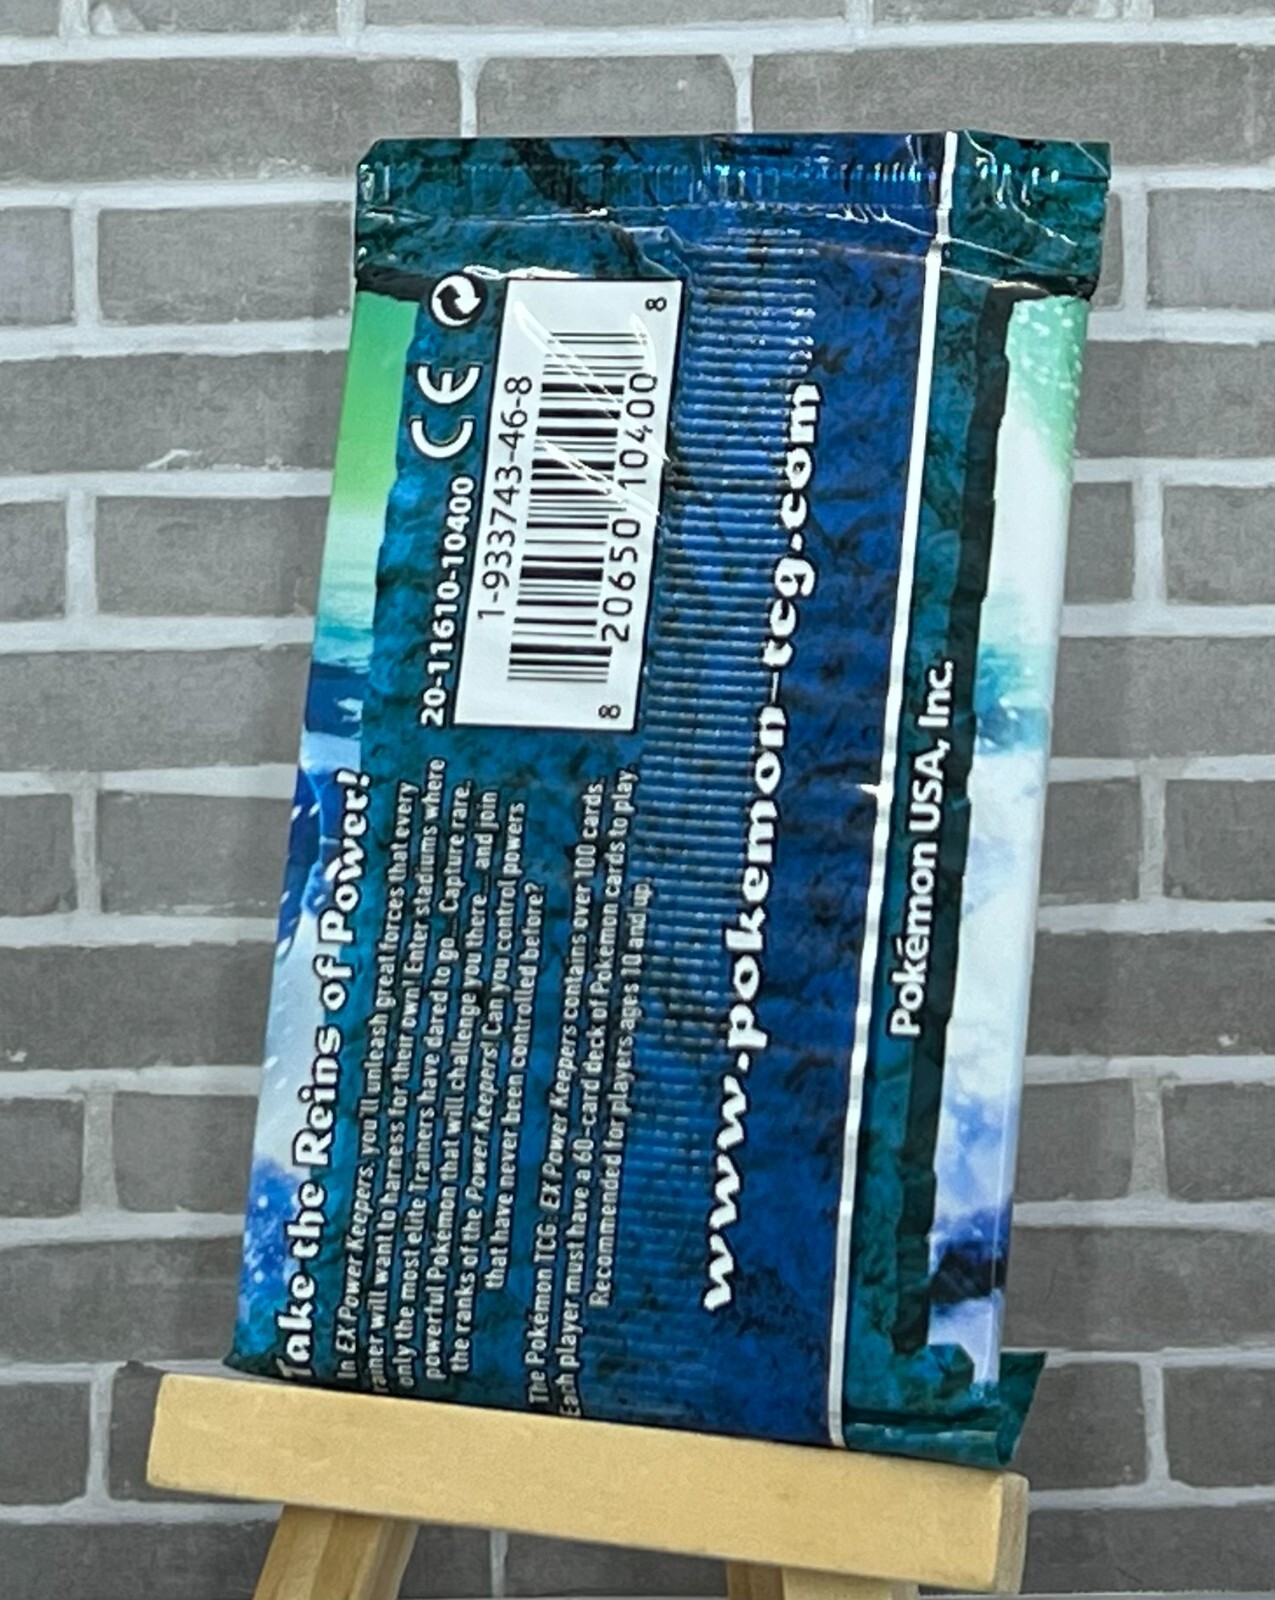 Take the Reins of Power!
In EX Power Keepers, you'll unleash great forces that every
rainer will want to harness for their own! Enter stadiums where
only the most elite Trainers have dared to go... Capture rare,
powerful Pokémon that will challenge you there... and join
the ranks of the Power Keepers! Can you control powers
that have never been controlled before?
The Pokémon TCG: EX Power Keepers contains over 100 cards.
Each player must have a 60-card deck of Pokémon cards to play.
Recommended for players ages 10 and up.
20-11610-10400 CE
1-933743-46-8
8 20650 10400 8
www.pokemon-tcg.com
Pokémon USA, Inc.